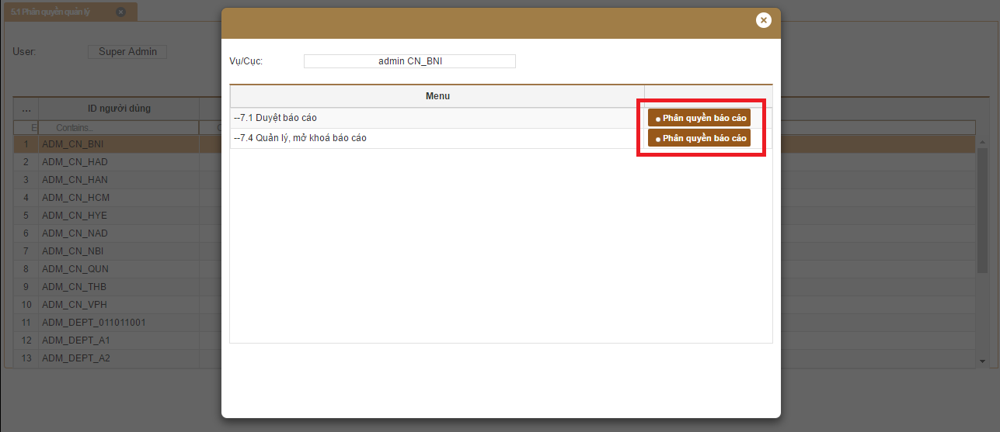 5.1 Phân quyền quản lý
User: Super Admin
Vụ/Cục: admin CN_BNI
Menu
--7.1 Duyệt báo cáo Phân quyền báo cáo
--7.4 Quản lý, mở khoá báo cáo Phân quyền báo cáo
... ID người dùng
E Contains... C
1 ADM_CN_BNI
2 ADM_CN_HAD
3 ADM_CN_HAN
4 ADM_CN_HCM
5 ADM_CN_HYE
6 ADM_CN_NAD
7 ADM_CN_NBI
8 ADM_CN_QUN
9 ADM_CN_THB
10 ADM_CN_VPH
11 ADM_DEPT_011011001
12 ADM_DEPT_A1
13 ADM_DEPT_A2